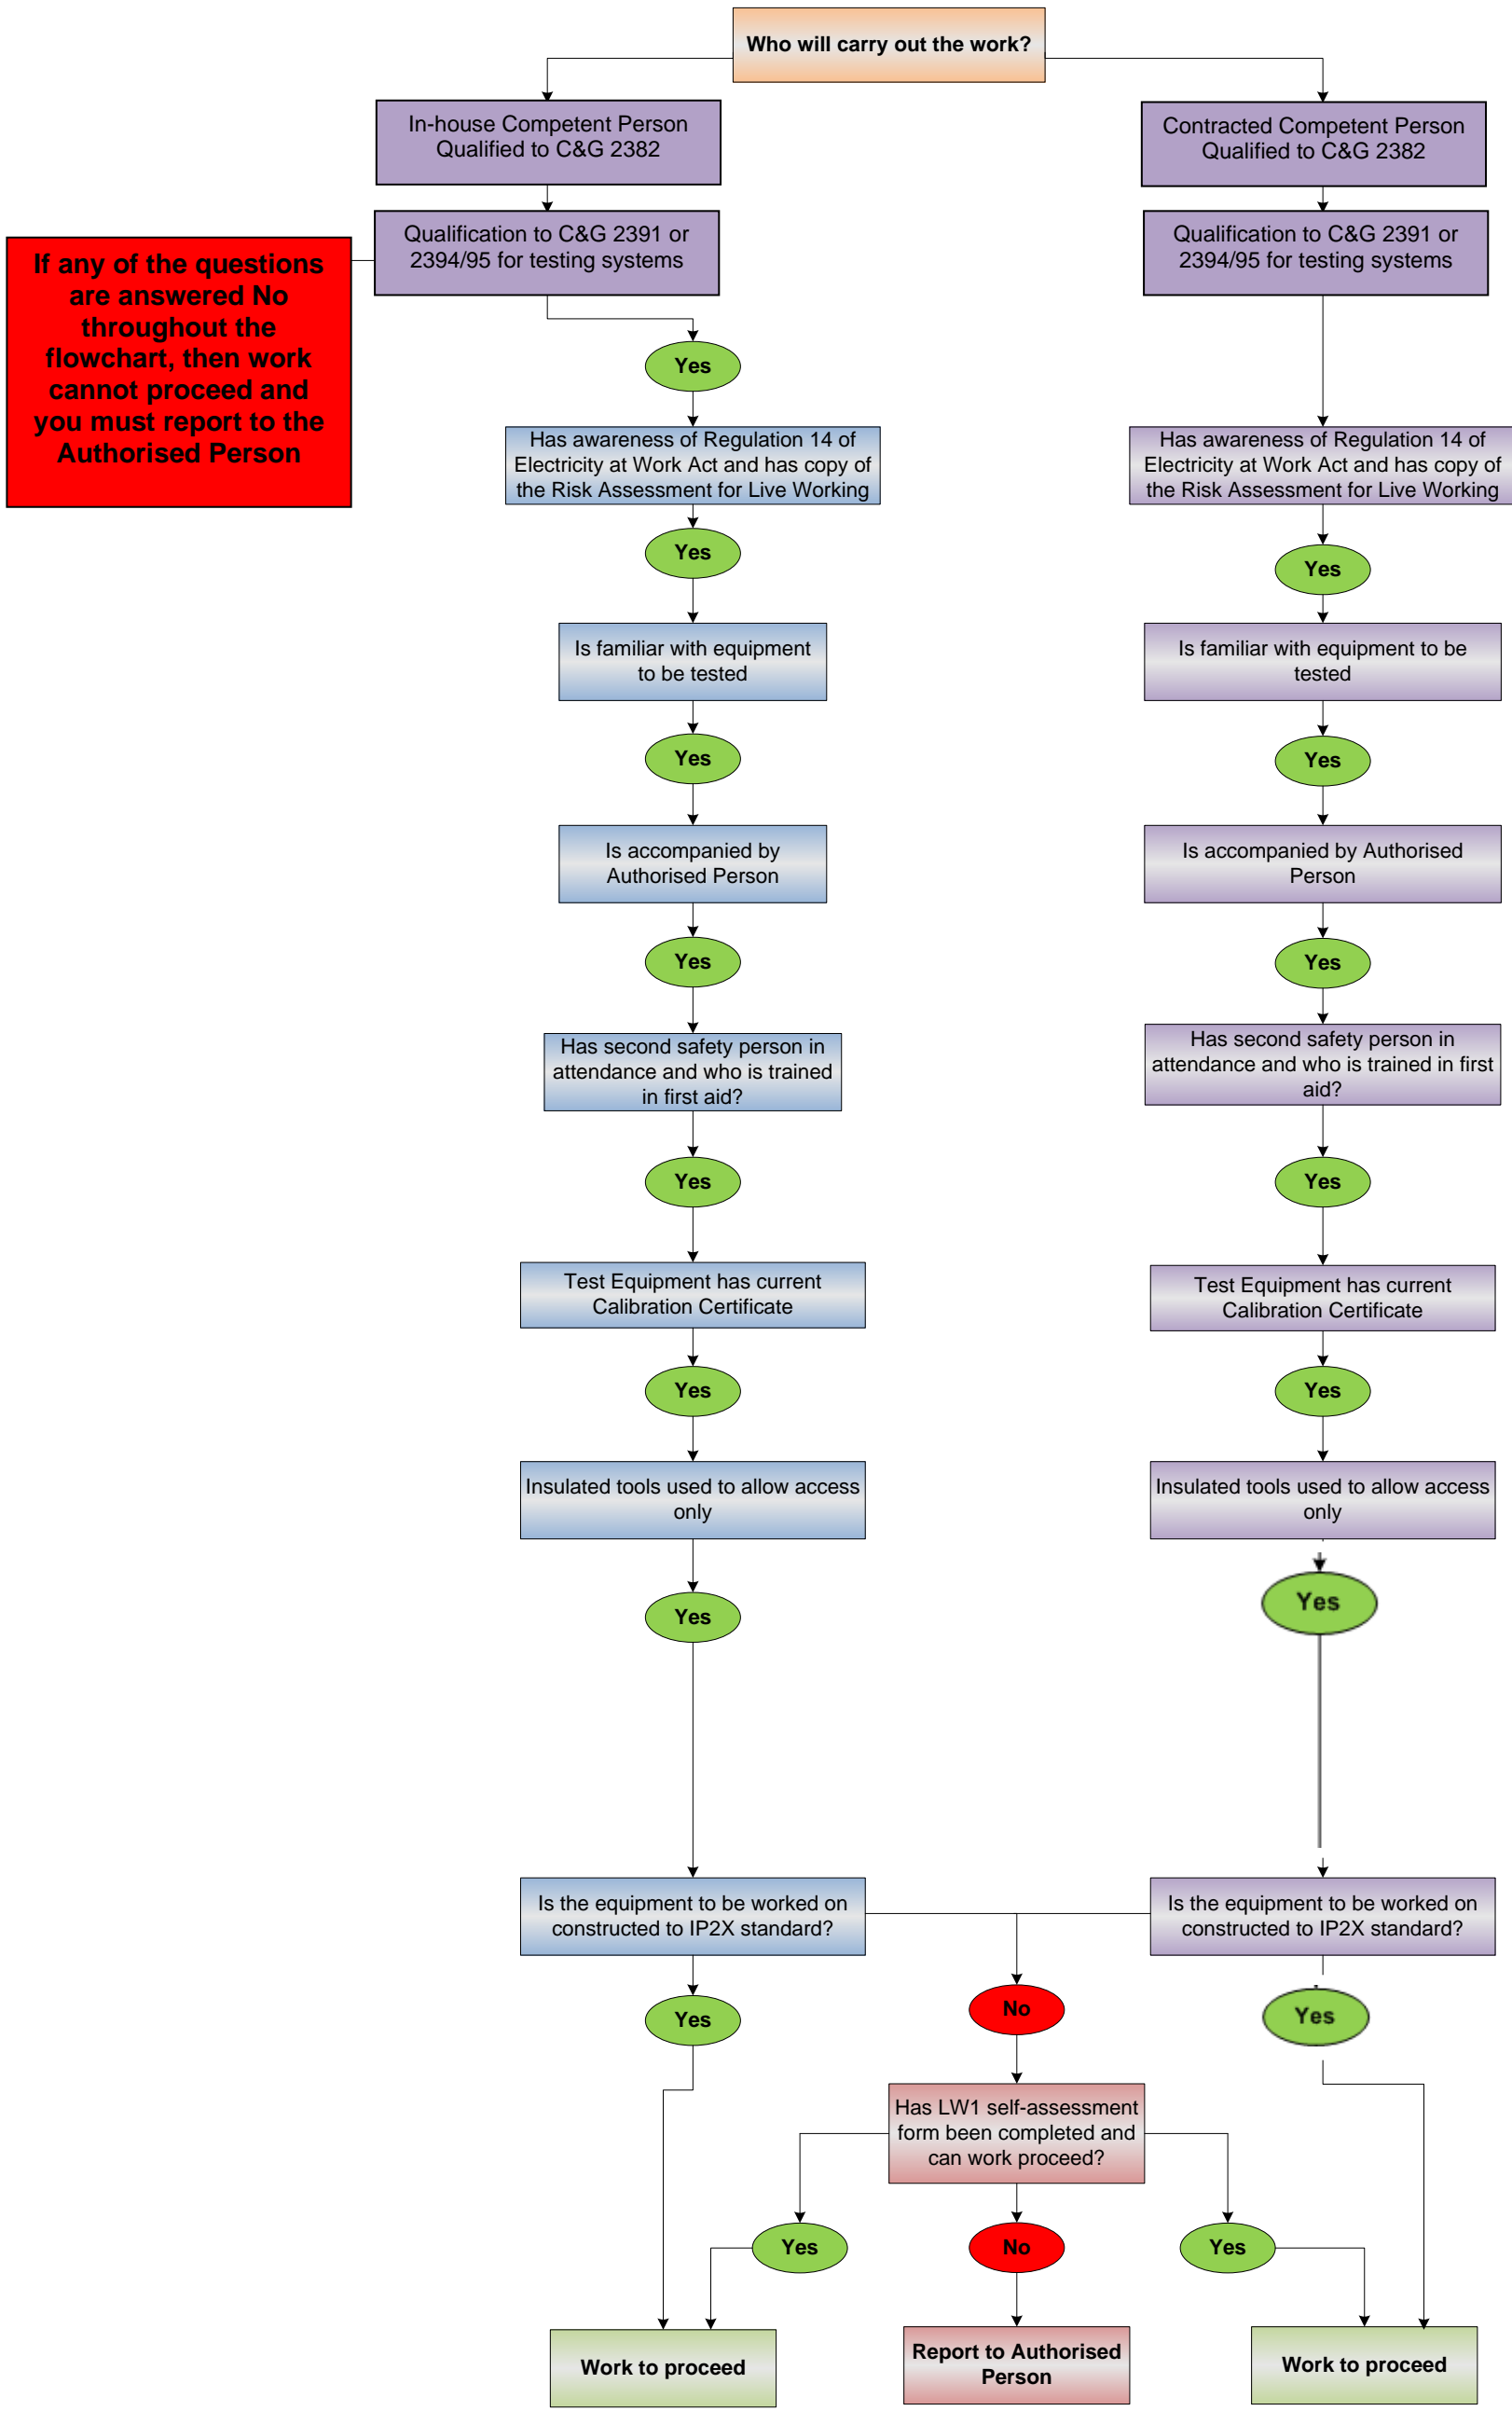 Who will carry out the work?
In-house Competent Person
Qualified to C&G 2382
Contracted Competent Person
Qualified to C&G 2382
Qualification to C&G 2391 or
2394/95 for testing systems
Qualification to C&G 2391 or
2394/95 for testing systems
If any of the questions
are answered No
throughout the
flowchart, then work
cannot proceed and
you must report to the
Authorised Person
Yes
Has awareness of Regulation 14 of
Electricity at Work Act and has copy of
the Risk Assessment for Live Working
Has awareness of Regulation 14 of
Electricity at Work Act and has copy of
the Risk Assessment for Live Working
Yes
Yes
Is familiar with equipment
to be tested
Is familiar with equipment to be
tested
Yes
Yes
Is accompanied by
Authorised Person
Is accompanied by Authorised
Person
Yes
Yes
Has second safety person in
attendance and who is trained
in first aid?
Has second safety person in
attendance and who is trained in first
aid?
Yes
Yes
Test Equipment has current
Calibration Certificate
Test Equipment has current
Calibration Certificate
Yes
Yes
Insulated tools used to allow access
only
Insulated tools used to allow access
only
Yes
Yes
Is the equipment to be worked on
constructed to IP2X standard?
Is the equipment to be worked on
constructed to IP2X standard?
Yes
No
Yes
Has LW1 self-assessment
form been completed and
can work proceed?
Yes
No
Yes
Work to proceed
Report to Authorised
Person
Work to proceed